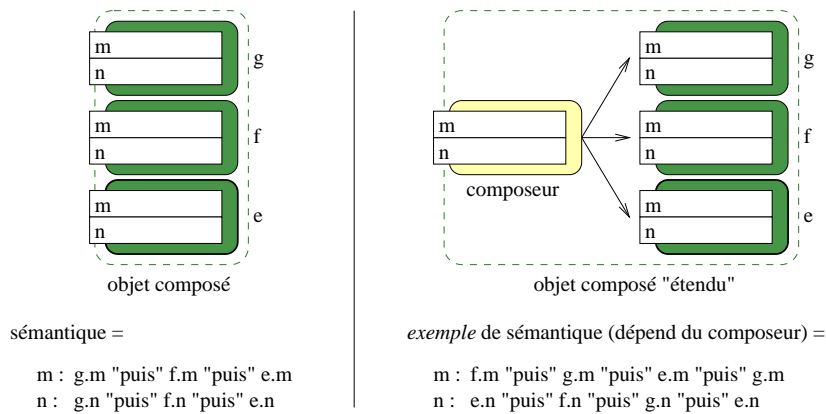 m
n
g
m
n
f
m
n
e
objet composé
sémantique =
m : g.m "puis" f.m "puis" e.m
n : g.n "puis" f.n "puis" e.n
m
n
composeur
m
n
g
m
n
f
m
n
e
objet composé "étendu"
exemple de sémantique (dépend du composeur) =
m : f.m "puis" g.m "puis" e.m "puis" g.m
n : e.n "puis" f.n "puis" g.n "puis" e.n